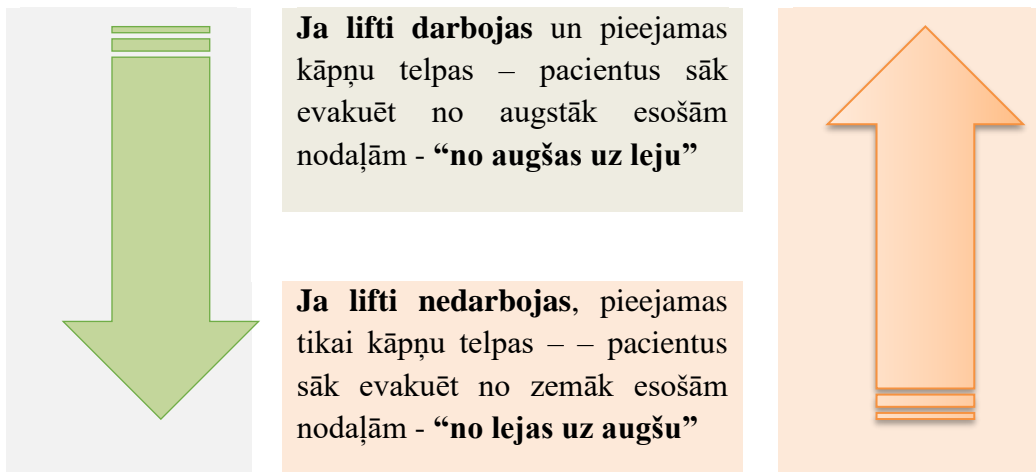 Ja lifti darbojas un pieejamas
kāpņu telpas – pacientus sāk
evakuēt no augstāk esošām
nodaļām - “no augšas uz leju”
Ja lifti nedarbojas, pieejamas
tikai kāpņu telpas – – pacientus
sāk evakuēt no zemāk esošām
nodaļām - “no lejas uz augšu”